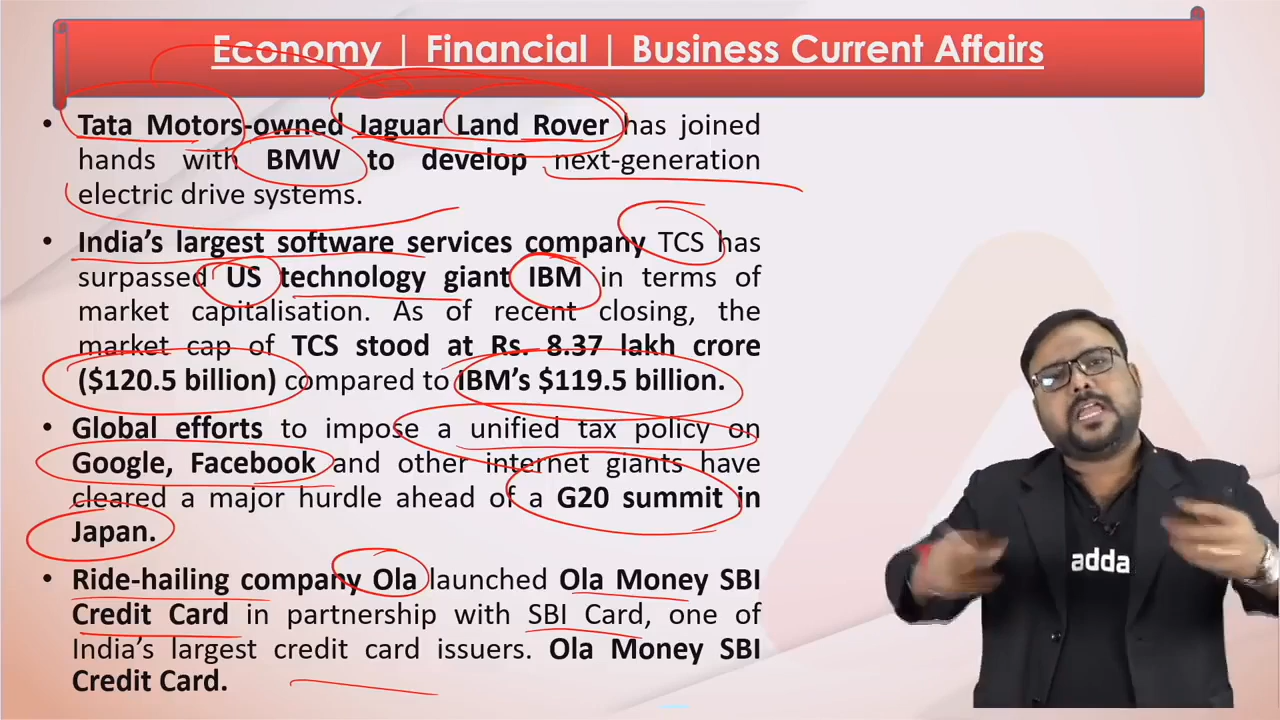 Economy | Financial | Business Current Affairs
• Tata Motors-owned Jaguar Land Rover has joined
hands with BMW to develop next-generation
electric drive systems.
• India's largest software services company TCS has
surpassed US technology giant IBM in terms of
market capitalisation. As of recent closing, the
market cap of TCS stood at Rs. 8.37 lakh crore
($120.5 billion) compared to IBM's $119.5 billion.
• Global efforts to impose a unified tax policy on
Google, Facebook and other internet giants have
cleared a major hurdle ahead of a G20 summit in
Japan.
• Ride-hailing company Ola launched Ola Money SBI
Credit Card in partnership with SBI Card, one of
India's largest credit card issuers. Ola Money SBI
Credit Card.
adda